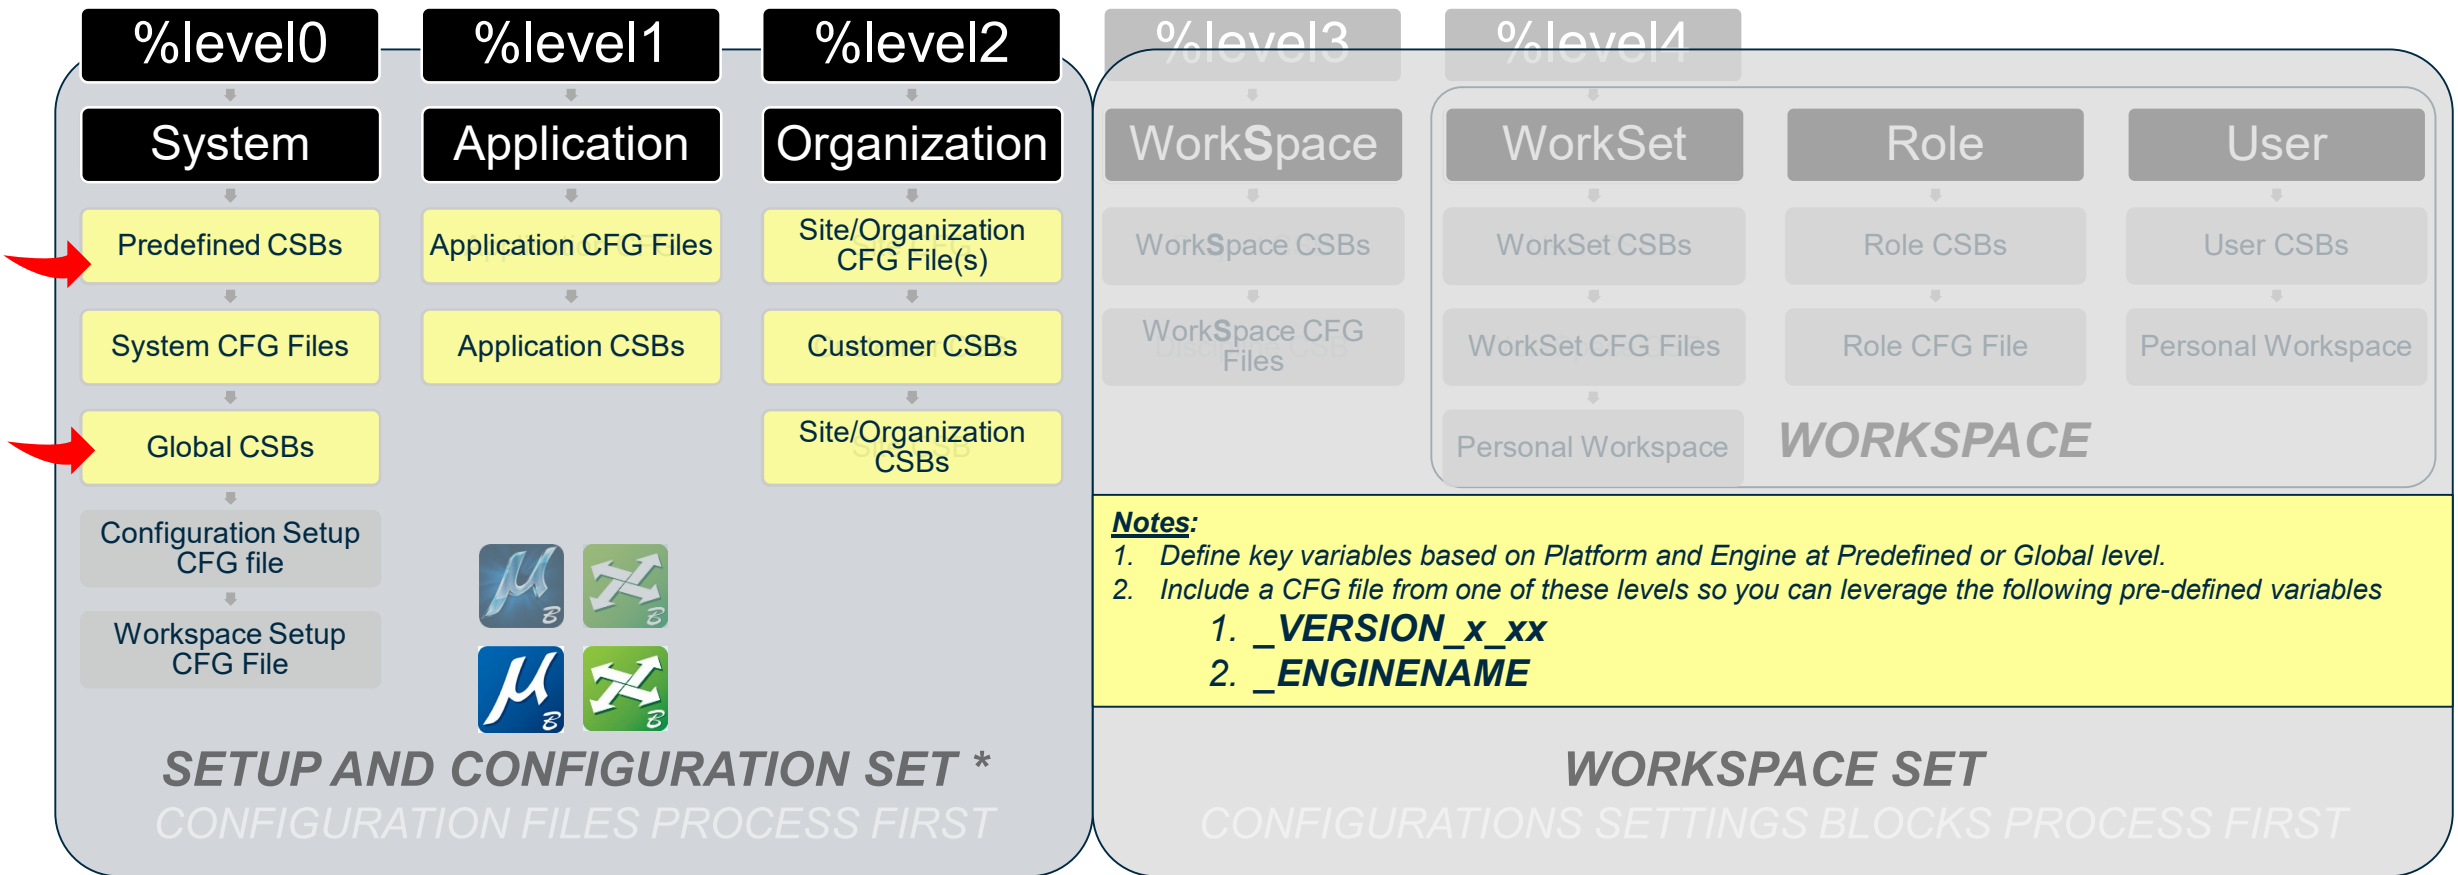 %level0
%level1
%level2
%level3
%level4
System
Application
Organization
WorkSpace
WorkSet
Role
User
Predefined CSBs
Application CFG Files
Site/Organization
CFG File(s)
WorkSpace CSBs
WorkSet CSBs
Role CSBs
User CSBs
System CFG Files
Application CSBs
Customer CSBs
WorkSpace CFG
Files
WorkSet CFG Files
Role CFG File
Personal Workspace
Global CSBs
Site/Organization
CSBs
Personal Workspace
WORKSPACE
Configuration Setup
CFG file
Workspace Setup
CFG File
Notes:
1. Define key variables based on Platform and Engine at Predefined or Global level.
2. Include a CFG file from one of these levels so you can leverage the following pre-defined variables
1. _VERSION_x_xx
2. _ENGINENAME
µ B
B
µ B
B
SETUP AND CONFIGURATION SET *
CONFIGURATION FILES PROCESS FIRST
WORKSPACE SET
CONFIGURATIONS SETTINGS BLOCKS PROCESS FIRST